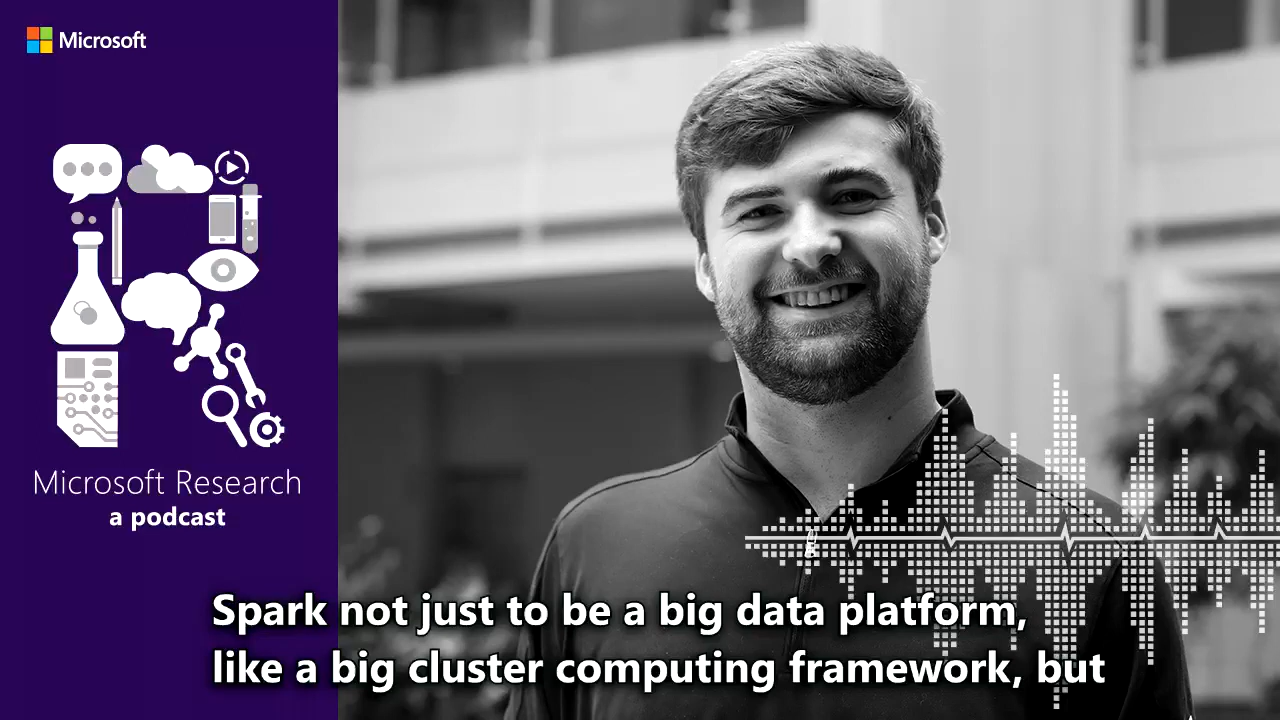 Microsoft
Microsoft Research
a podcast
Spark not just to be a big data platform,
like a big cluster computing framework, but